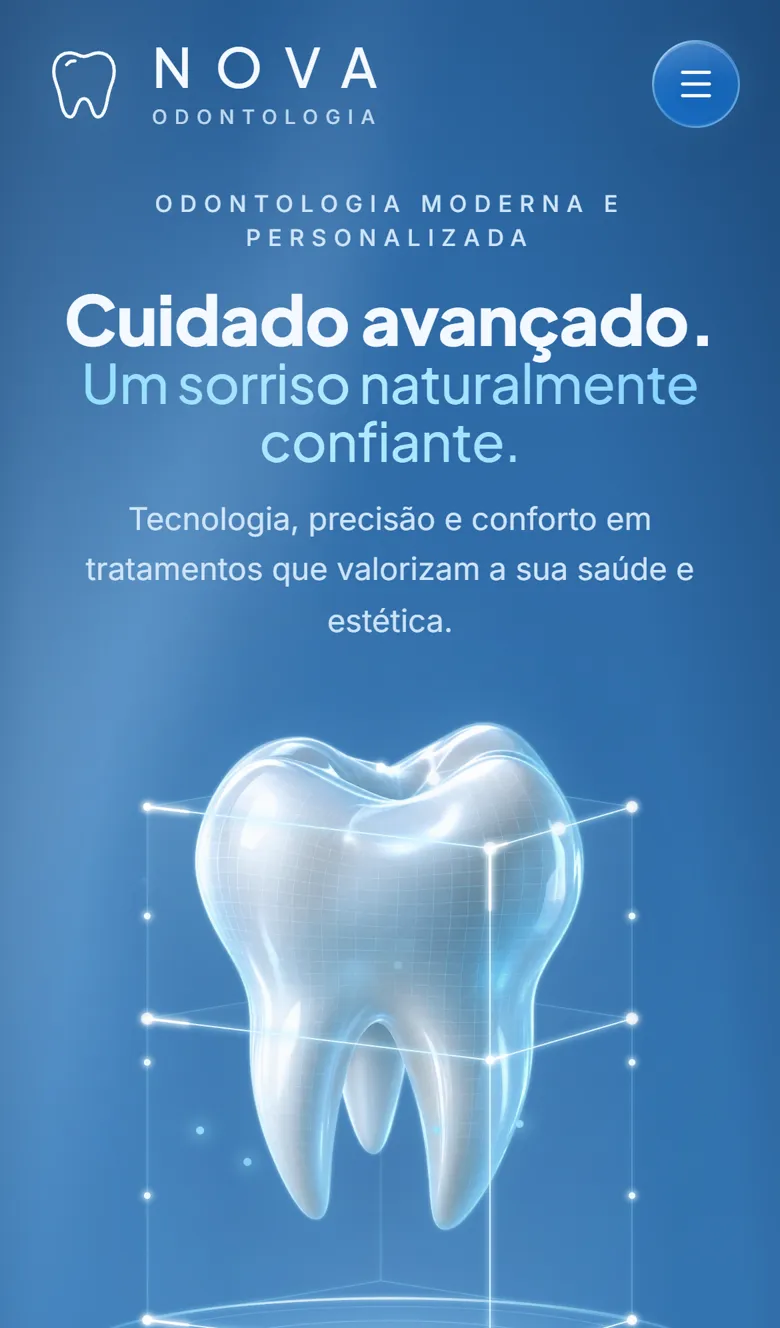 NOVA
ODONTOLOGIA
ODONTOLOGIA MODERNA E
PERSONALIZADA
Cuidado avançado.
Um sorriso naturalmente
confiante.
Tecnologia, precisão e conforto em
tratamentos que valorizam a sua saúde e
estética.